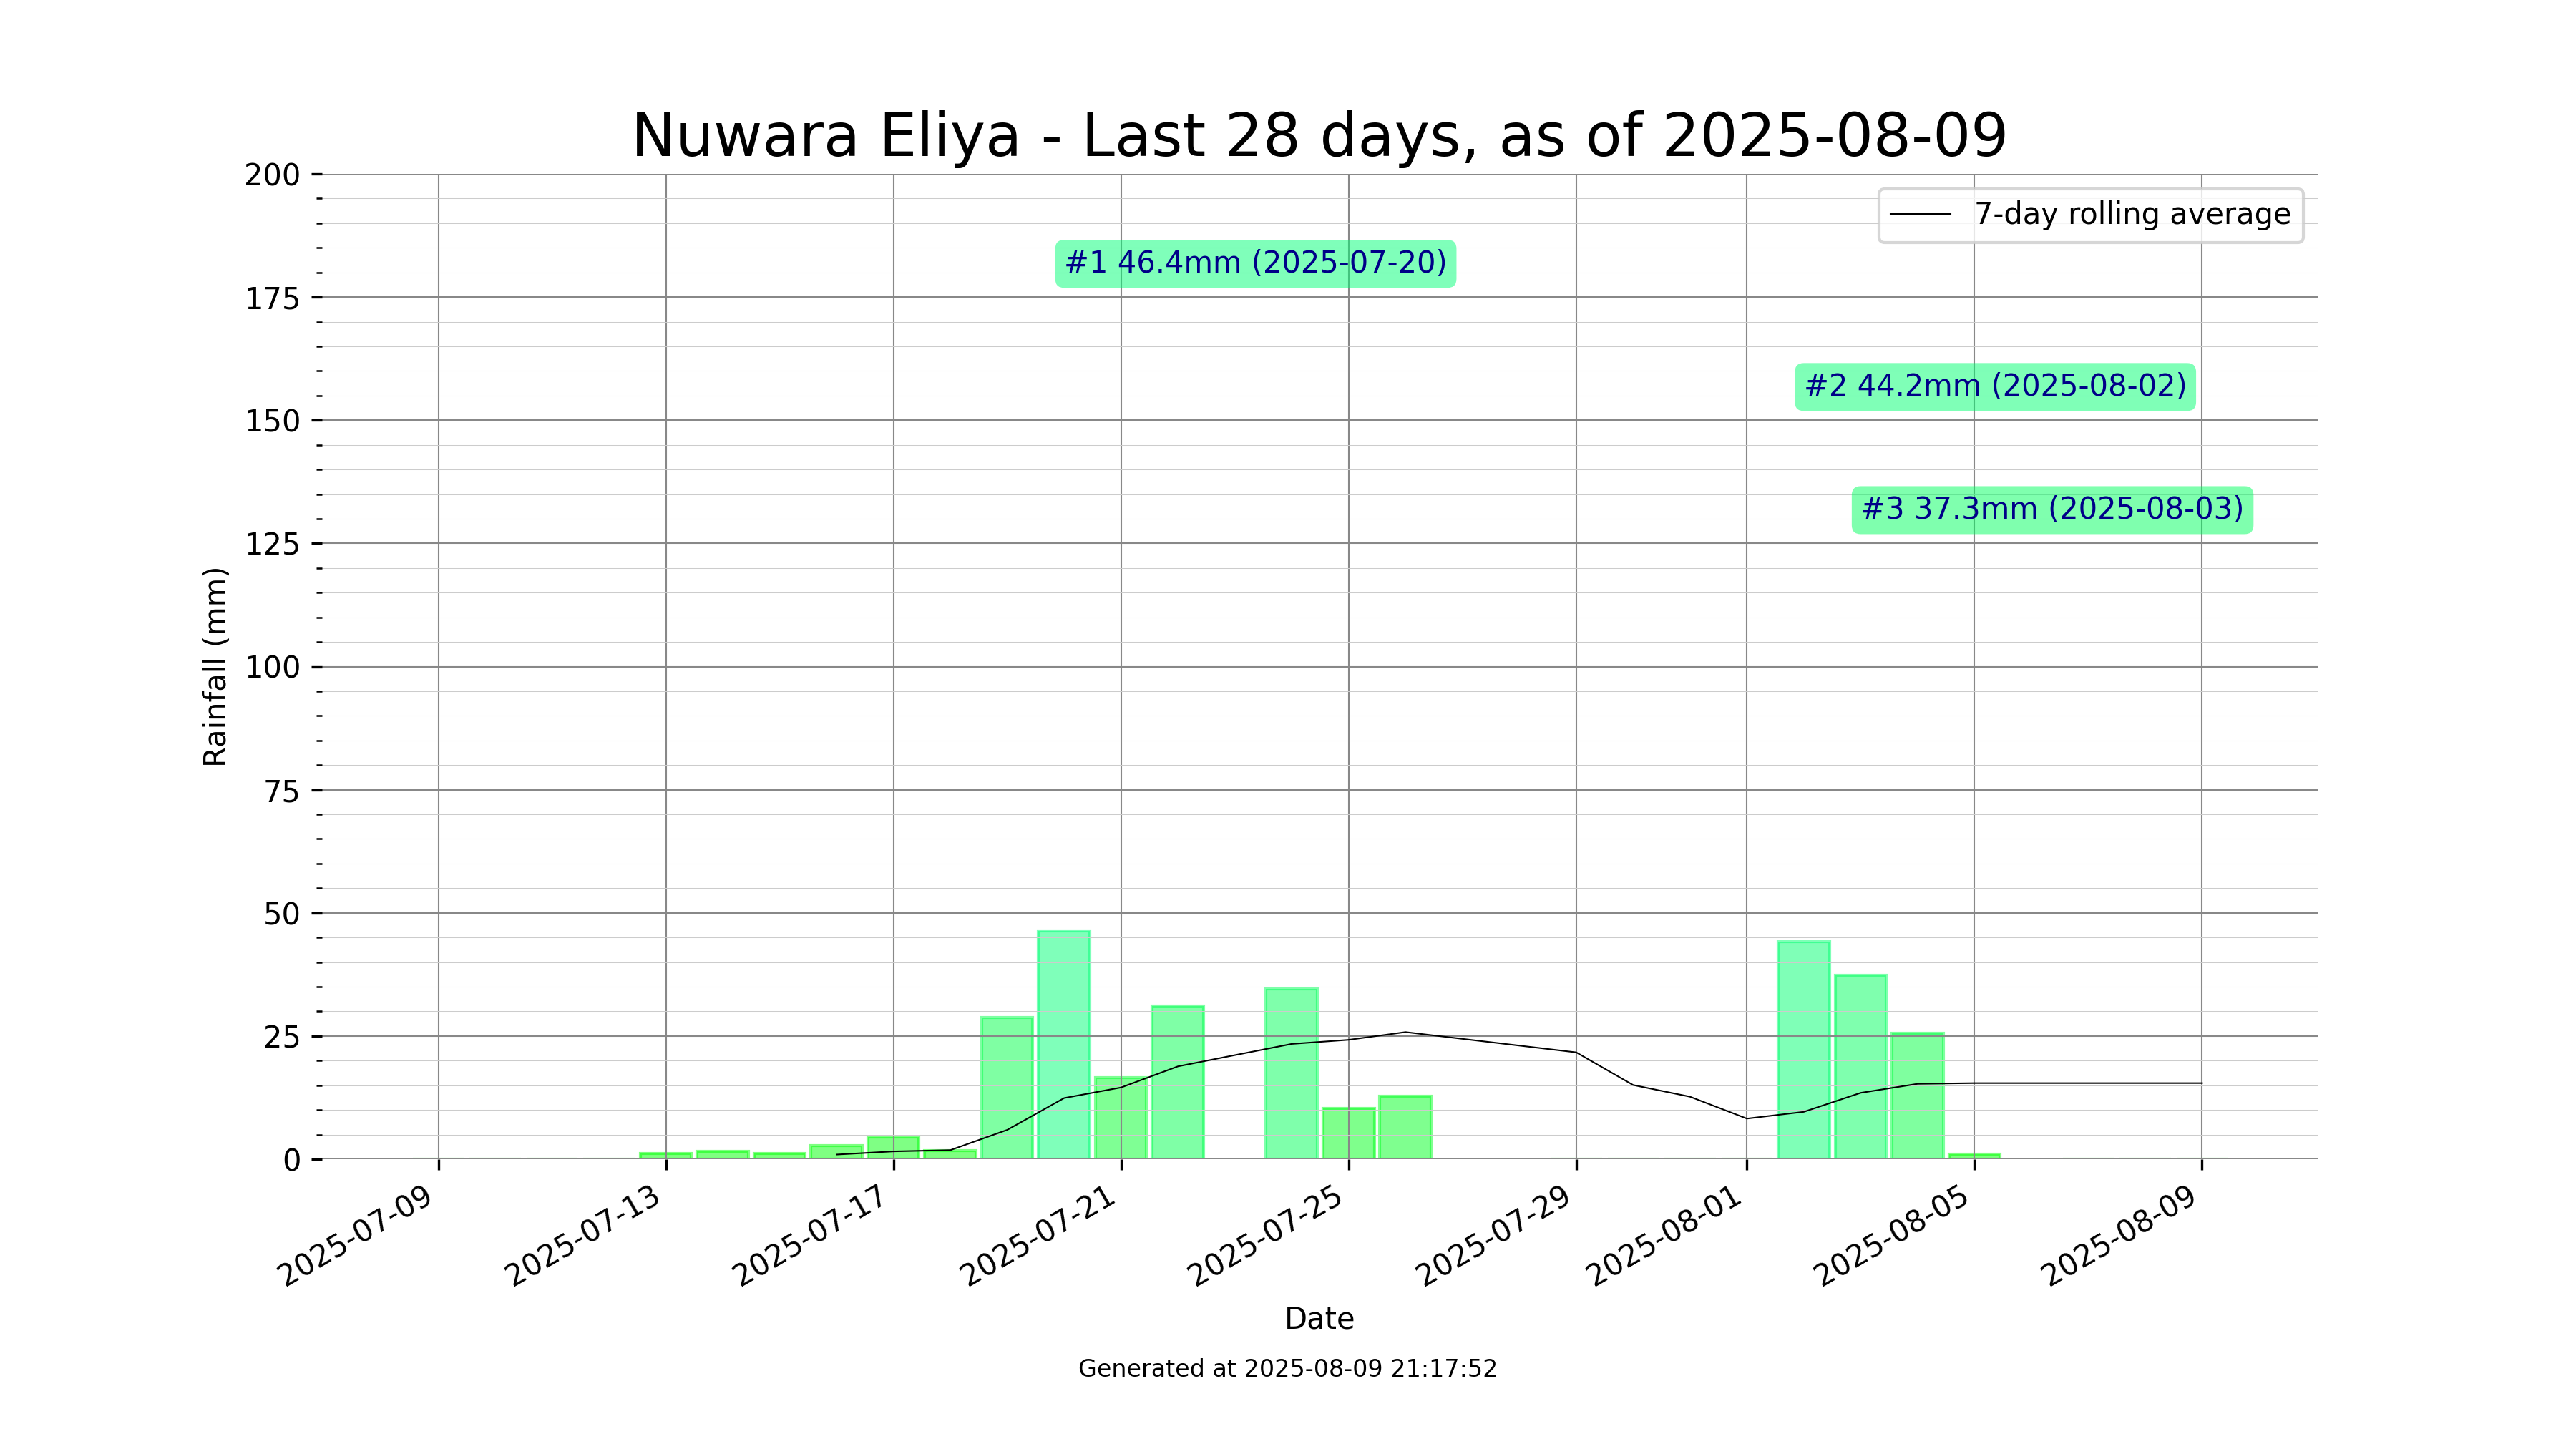 Nuwara Eliya - Last 28 days, as of 2025-08-09
7-day rolling average
#1 46.4mm (2025-07-20)
#2 44.2mm (2025-08-02)
#3 37.3mm (2025-08-03)
Rainfall (mm)
200
175
150
125
100
75
50
25
0
2025-07-09
2025-07-13
2025-07-17
2025-07-21
2025-07-25
2025-07-29
2025-08-01
2025-08-05
2025-08-09
Date
Generated at 2025-08-09 21:17:52